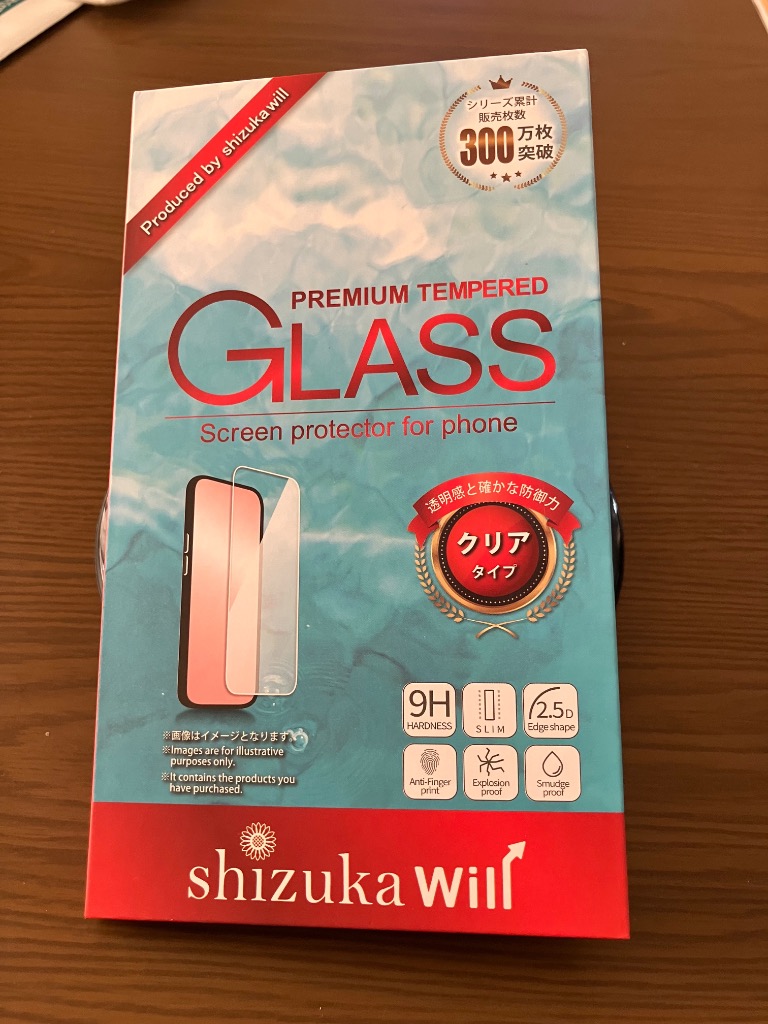 Produced by shizuka will
シリーズ累計
販売枚数
300万枚
突破
PREMIUM TEMPERED
GLASS
Screen protector for phone
透明感と確かな防御力
クリア
タイプ
9H
HARDNESS
SLIM
2.5D
Edge shape
Anti-Finger
print
Explosion
proof
Smudge
proof
※画像はイメージとなります。
※Images are for illustrative
purposes only.
※It contains the products you
have purchased.
shizuka Will